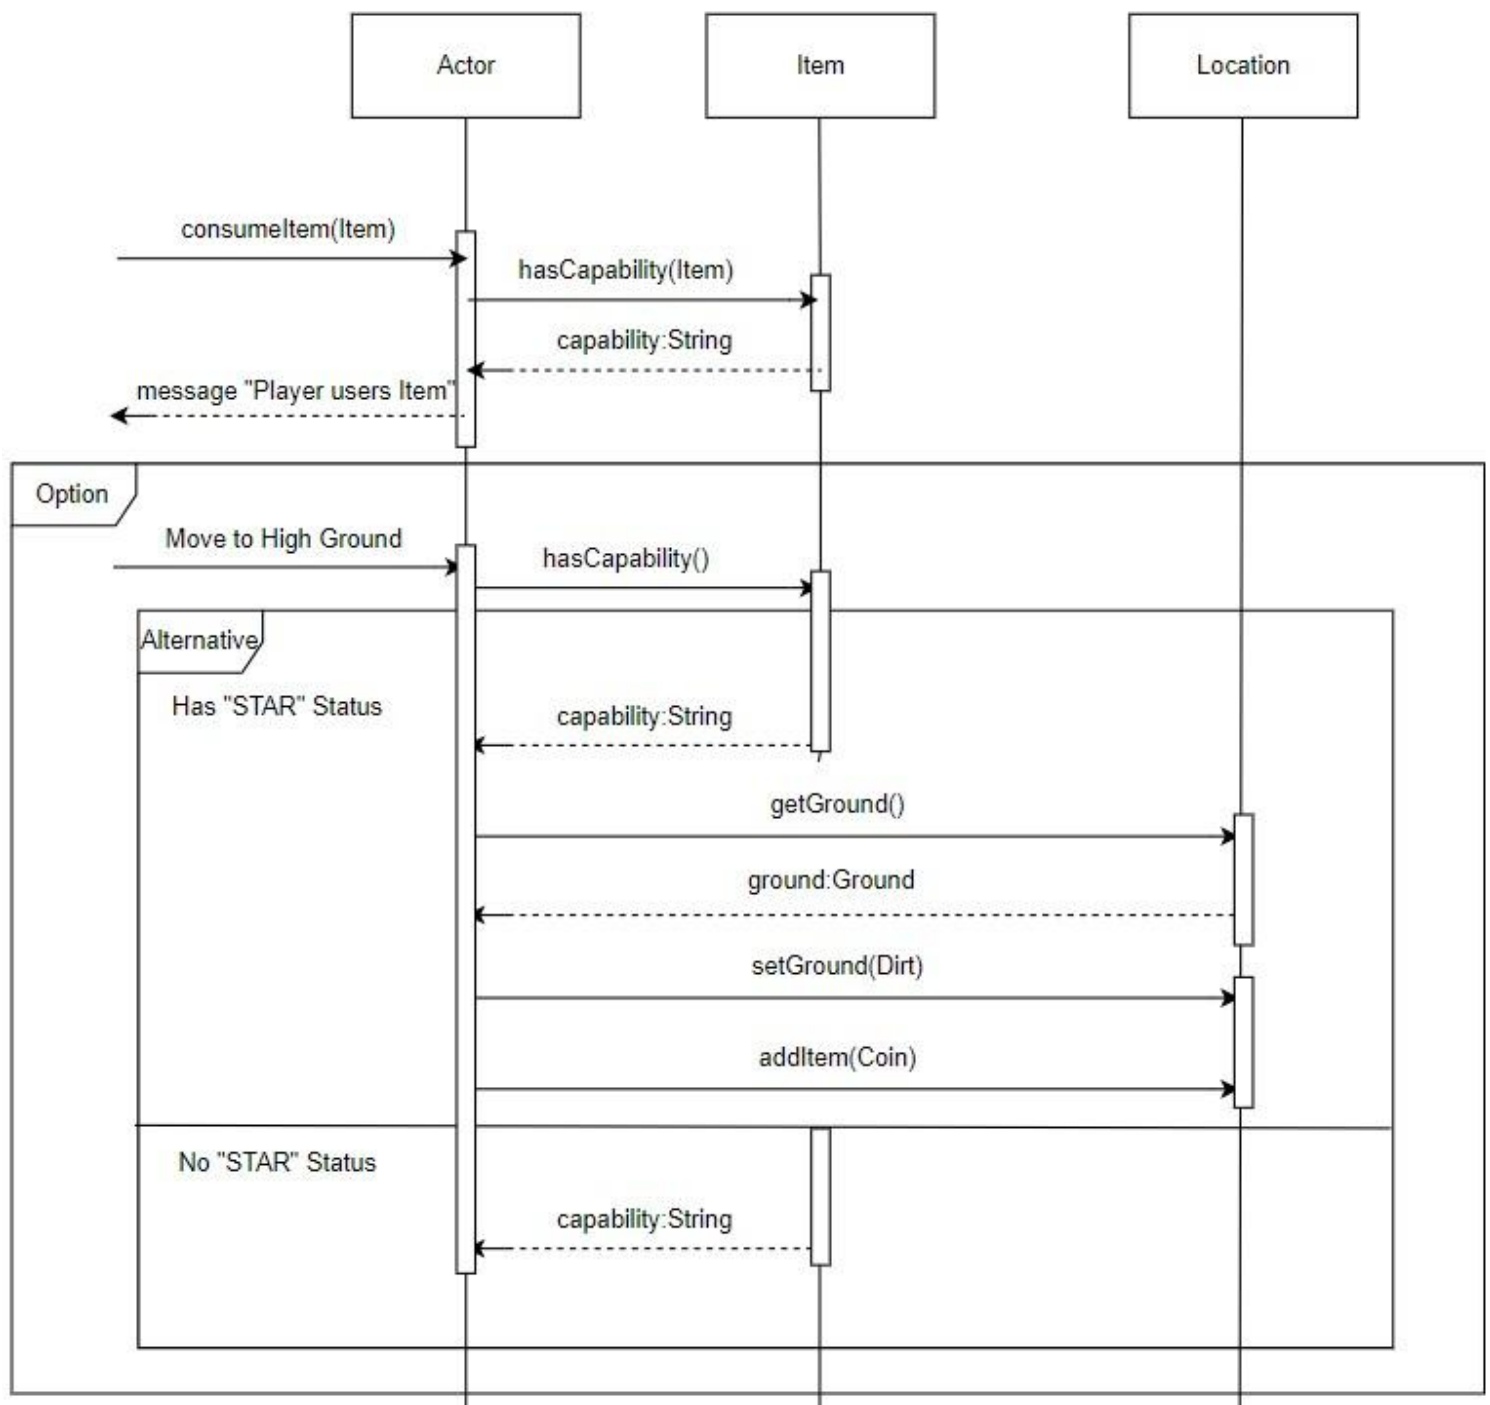 Actor
Item
Location
consumeItem(Item)
hasCapability(Item)
capability:String
message "Player users Item"
Option
Move to High Ground
hasCapability()
Alternative
Has "STAR" Status
capability:String
getGround()
ground:Ground
setGround(Dirt)
addItem(Coin)
No "STAR" Status
capability:String